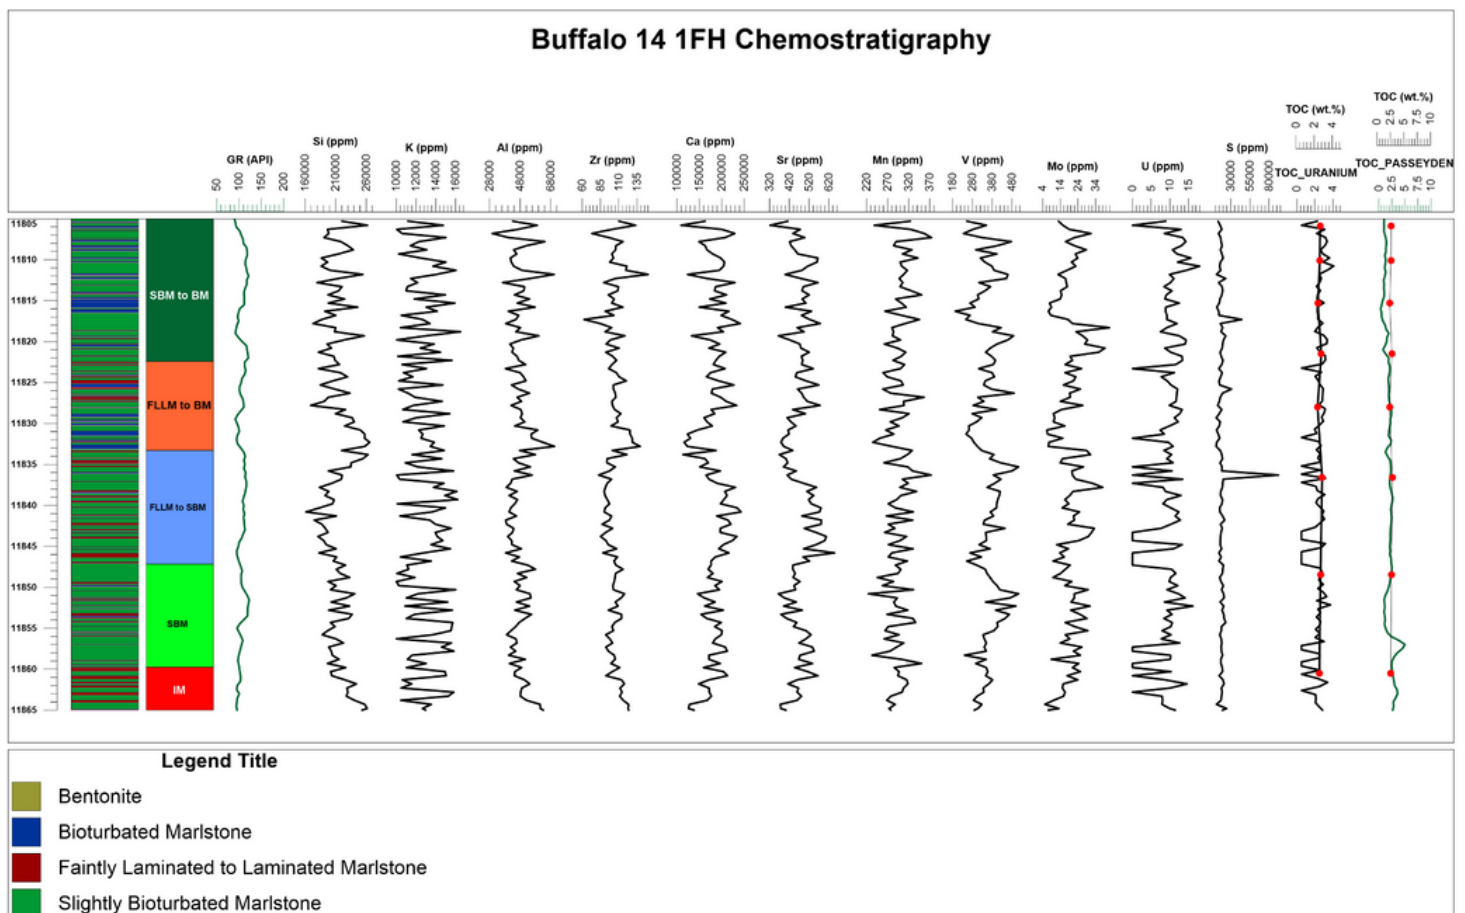 Buffalo 14 1FH Chemostratigraphy
GR (API)
50 100 150 200
Si (ppm)
160000 210000 260000
K (ppm)
100000 120000 140000 160000
Al (ppm)
28000 48000 68000
Zr (ppm)
60 85 110 135
Ca (ppm)
100000 150000 200000 250000
Sr (ppm)
320 420 520 620
Mn (ppm)
220 270 320 370
V (ppm)
180 280 380 480
Mo (ppm)
4 14 24 34
U (ppm)
0 5 10 15
S (ppm)
30000 55000 80000
TOC (wt.%)
0 2 4
TOC_URANIUM
0 2 4
TOC (wt.%)
0 2.5 5 7.5 10
TOC_PASSEYDEN
0 2.5 5 7.5 10
11805
11810
11815
11820
11825
11830
11835
11840
11845
11850
11855
11860
11865
SBM to BM
FLLM to BM
FLLM to SBM
SBM
IM
Legend Title
Bentonite
Bioturbated Marlstone
Faintly Laminated to Laminated Marlstone
Slightly Bioturbated Marlstone